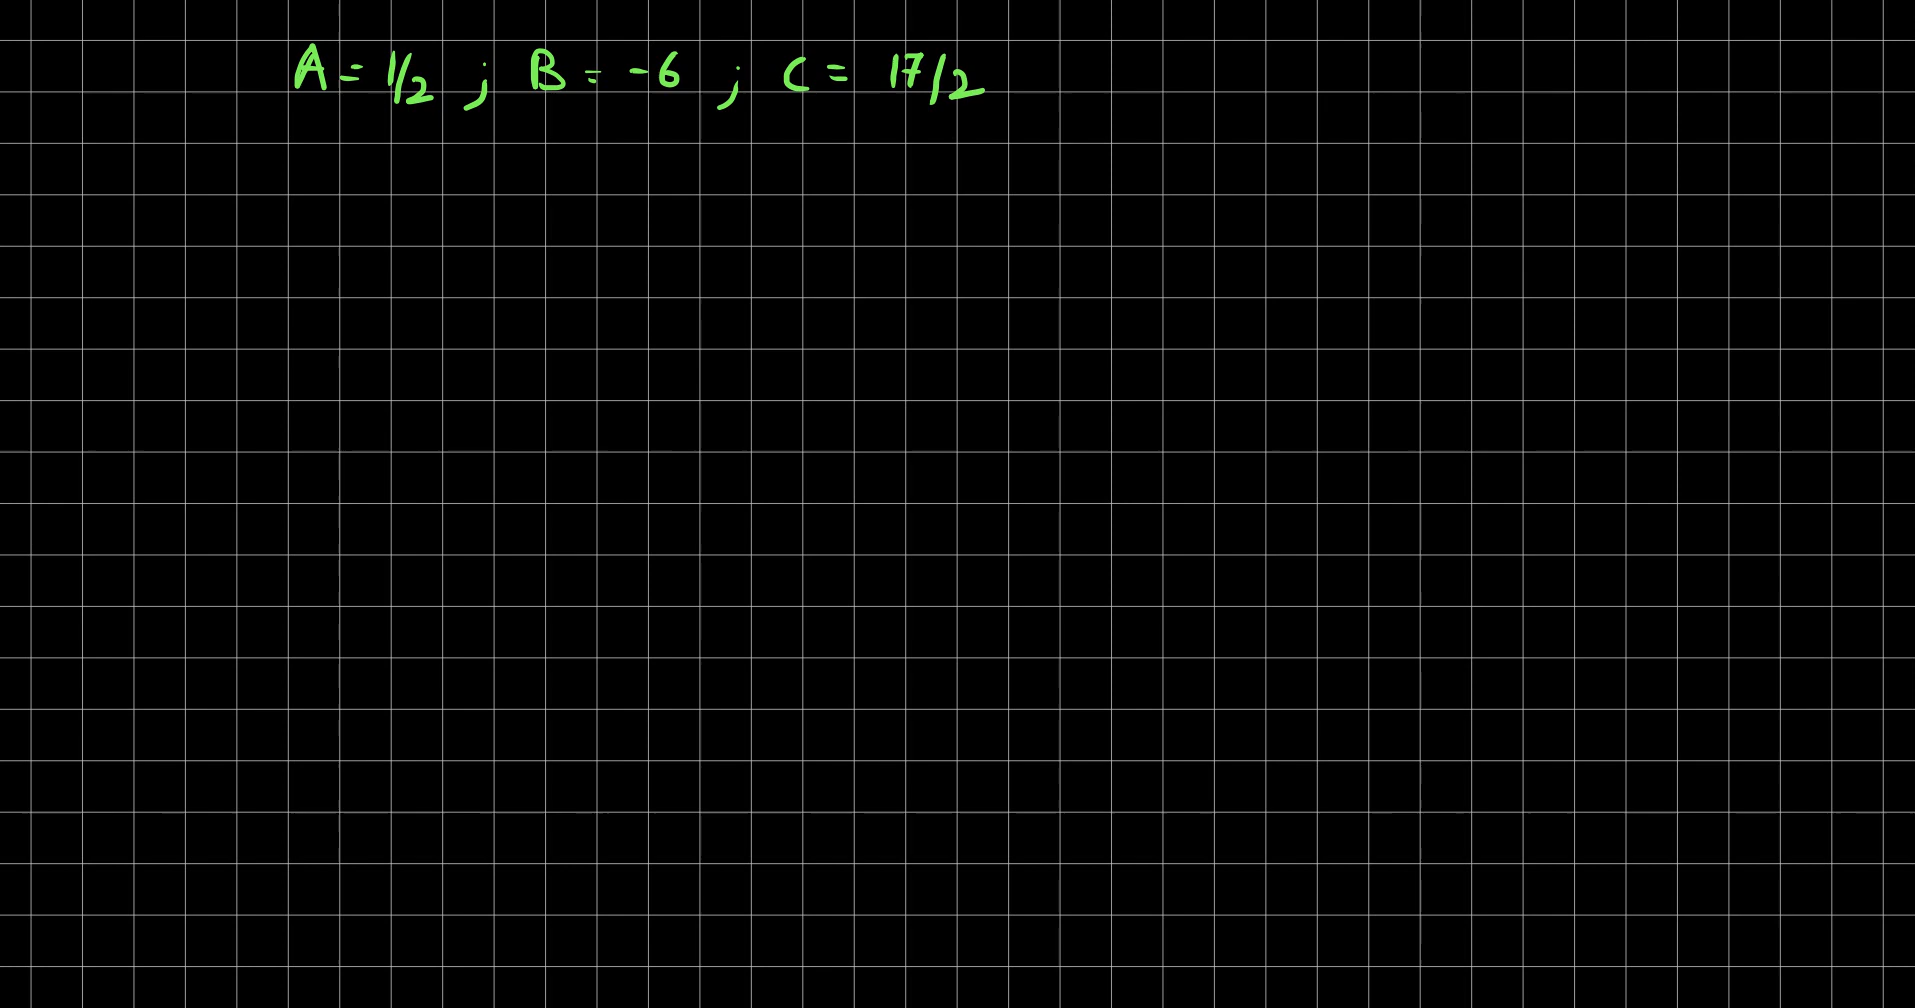 A = 1/2 ; B = -6 ; C = 17/2